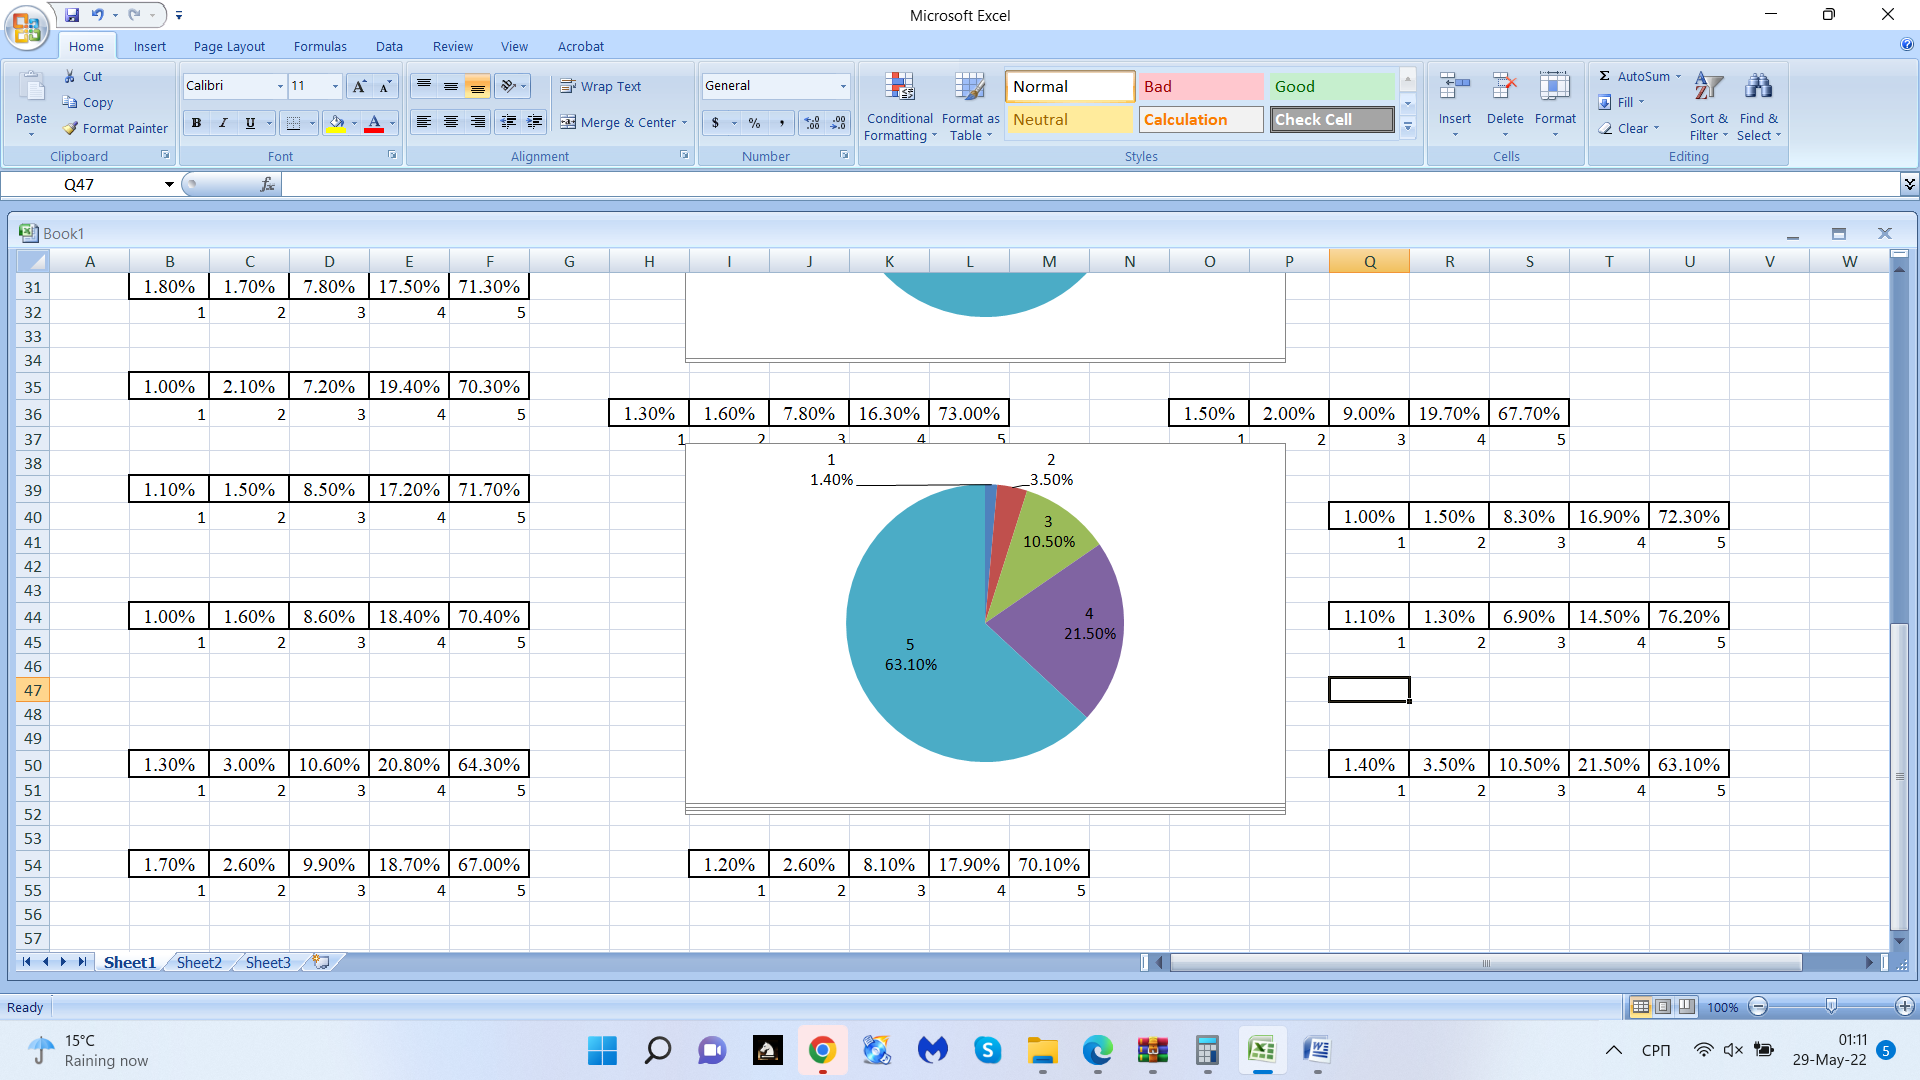 Microsoft Excel
Home Insert Page Layout Formulas Data Review View Acrobat
Paste
Cut
Copy
Format Painter
Clipboard
Calibri 11
B I U A
Font
Wrap Text
Merge & Center
Alignment
General
$ % ,
Number
Conditional Formatting
Format as Table
Normal Bad Good
Neutral Calculation Check Cell
Styles
Insert Delete Format
Cells
Σ AutoSum
Fill
Clear
Sort & Filter
Find & Select
Editing
Q47 fx
Book1
A B C D E F G H I J K L M N O P Q R S T U V W
31 1.80% 1.70% 7.80% 17.50% 71.30%
32 1 2 3 4 5
33
34
35 1.00% 2.10% 7.20% 19.40% 70.30%
36 1 2 3 4 5 1.30% 1.60% 7.80% 16.30% 73.00% 1.50% 2.00% 9.00% 19.70% 67.70%
37 1 2 3 4 5 1 2 3 4 5
38
39 1.10% 1.50% 8.50% 17.20% 71.70%
40 1 2 3 4 5 1.00% 1.50% 8.30% 16.90% 72.30%
41 1 2 3 4 5
42
43
44 1.00% 1.60% 8.60% 18.40% 70.40% 1.10% 1.30% 6.90% 14.50% 76.20%
45 1 2 3 4 5 1 2 3 4 5
46
47
48
49
50 1.30% 3.00% 10.60% 20.80% 64.30% 1.40% 3.50% 10.50% 21.50% 63.10%
51 1 2 3 4 5 1 2 3 4 5
52
53
54 1.70% 2.60% 9.90% 18.70% 67.00% 1.20% 2.60% 8.10% 17.90% 70.10%
55 1 2 3 4 5 1 2 3 4 5
56
57
1
1.40%
2
3.50%
3
10.50%
4
21.50%
5
63.10%
Sheet1 Sheet2 Sheet3
Ready 100%
15°C
Raining now
СРП
01:11
29-May-22
5